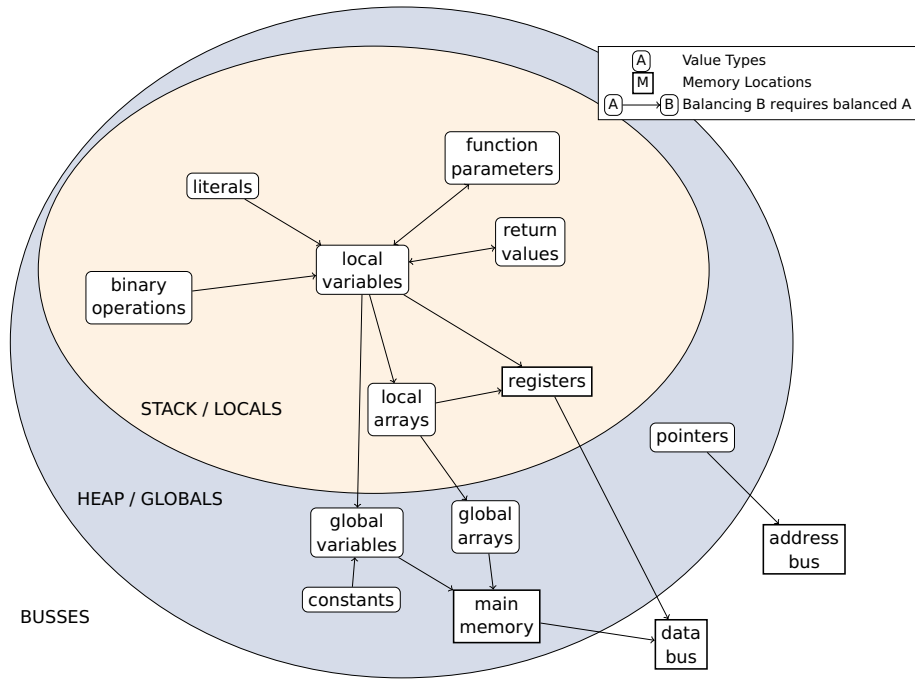 A Value Types
M Memory Locations
A B Balancing B requires balanced A
function
parameters
literals
return
values
local
variables
binary
operations
registers
local
arrays
STACK / LOCALS
pointers
HEAP / GLOBALS
global
variables
global
arrays
address
bus
constants
main
memory
BUSSES
data
bus